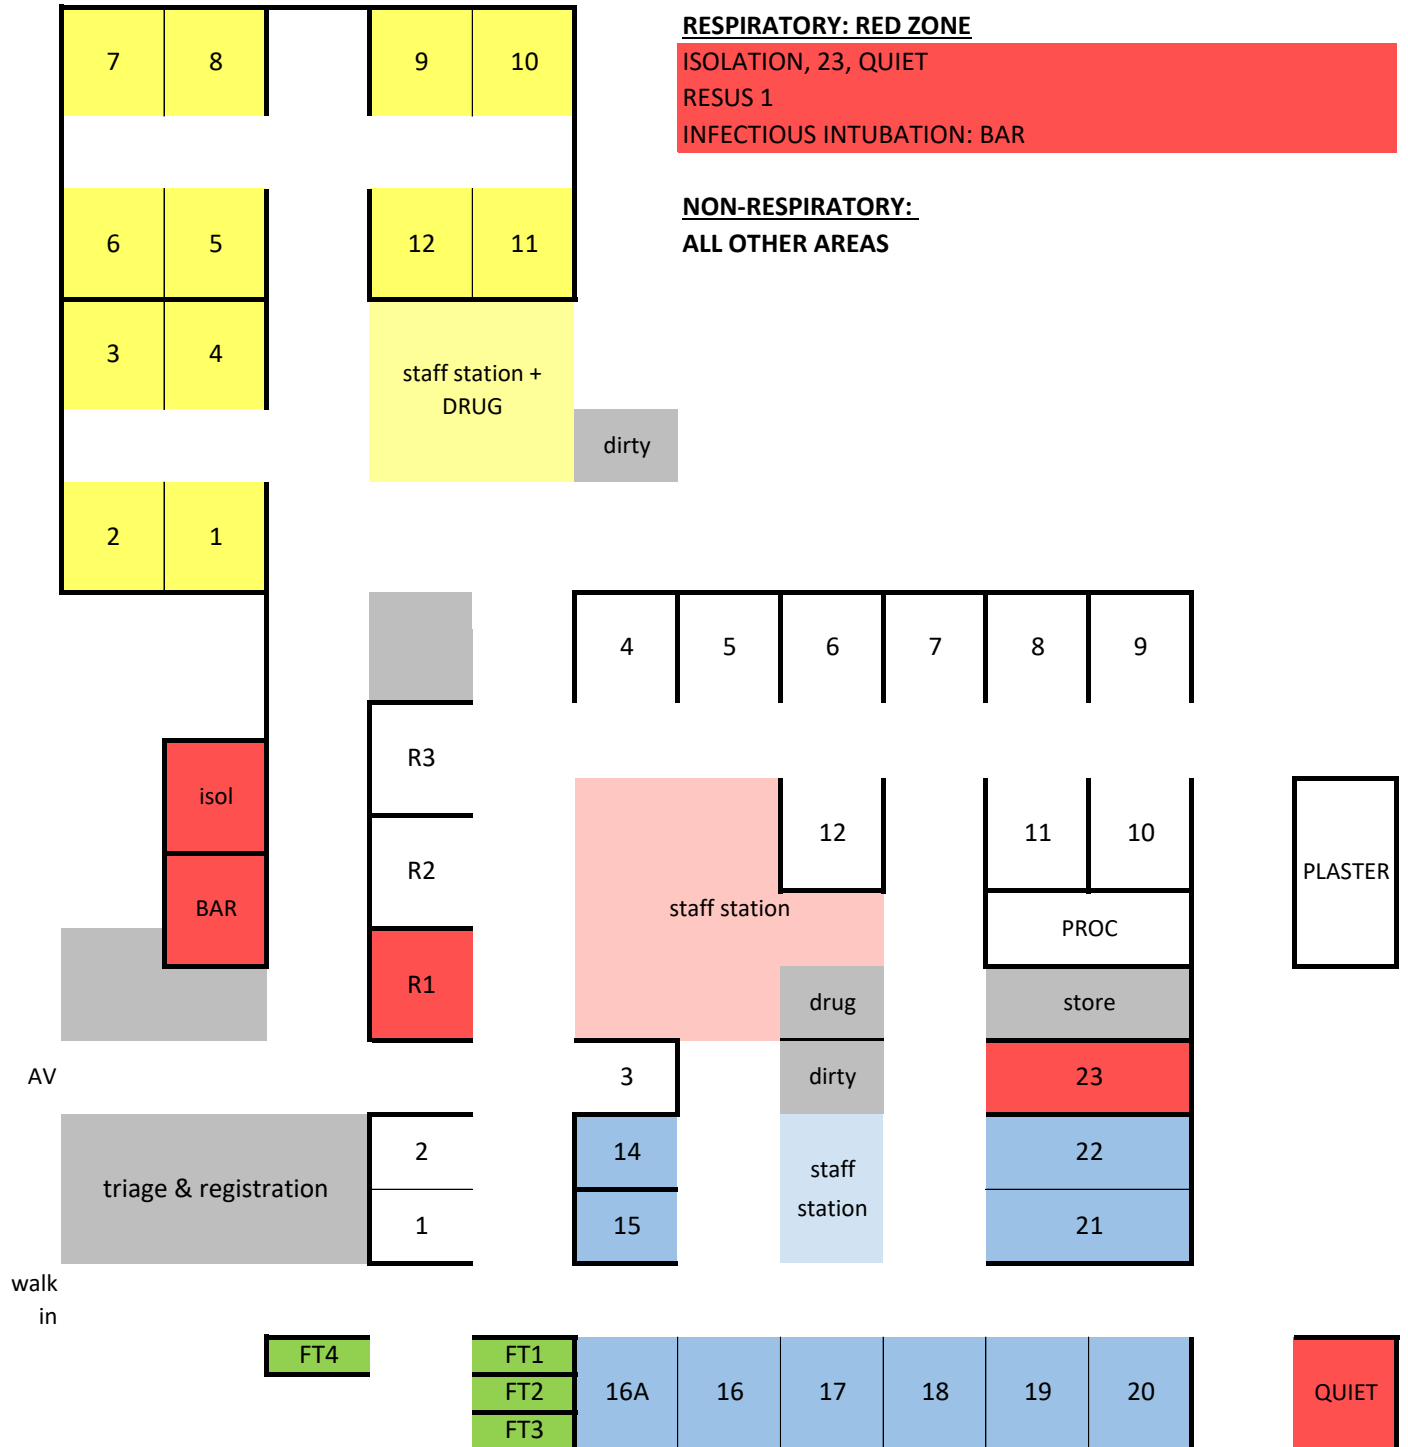 RESPIRATORY: RED ZONE
ISOLATION, 23, QUIET
RESUS 1
INFECTIOUS INTUBATION: BAR
NON-RESPIRATORY:
ALL OTHER AREAS
7 8 9 10
6 5 12 11
3 4
staff station +
DRUG
dirty
2 1
4 5 6 7 8 9
R3
isol
12 11 10
R2
PLASTER
BAR
staff station
PROC
R1
drug
store
AV
3
dirty
23
2
14
22
triage & registration
staff
station
1
15
21
walk
in
FT4
FT1
FT2
16A 16 17 18 19 20
QUIET
FT3